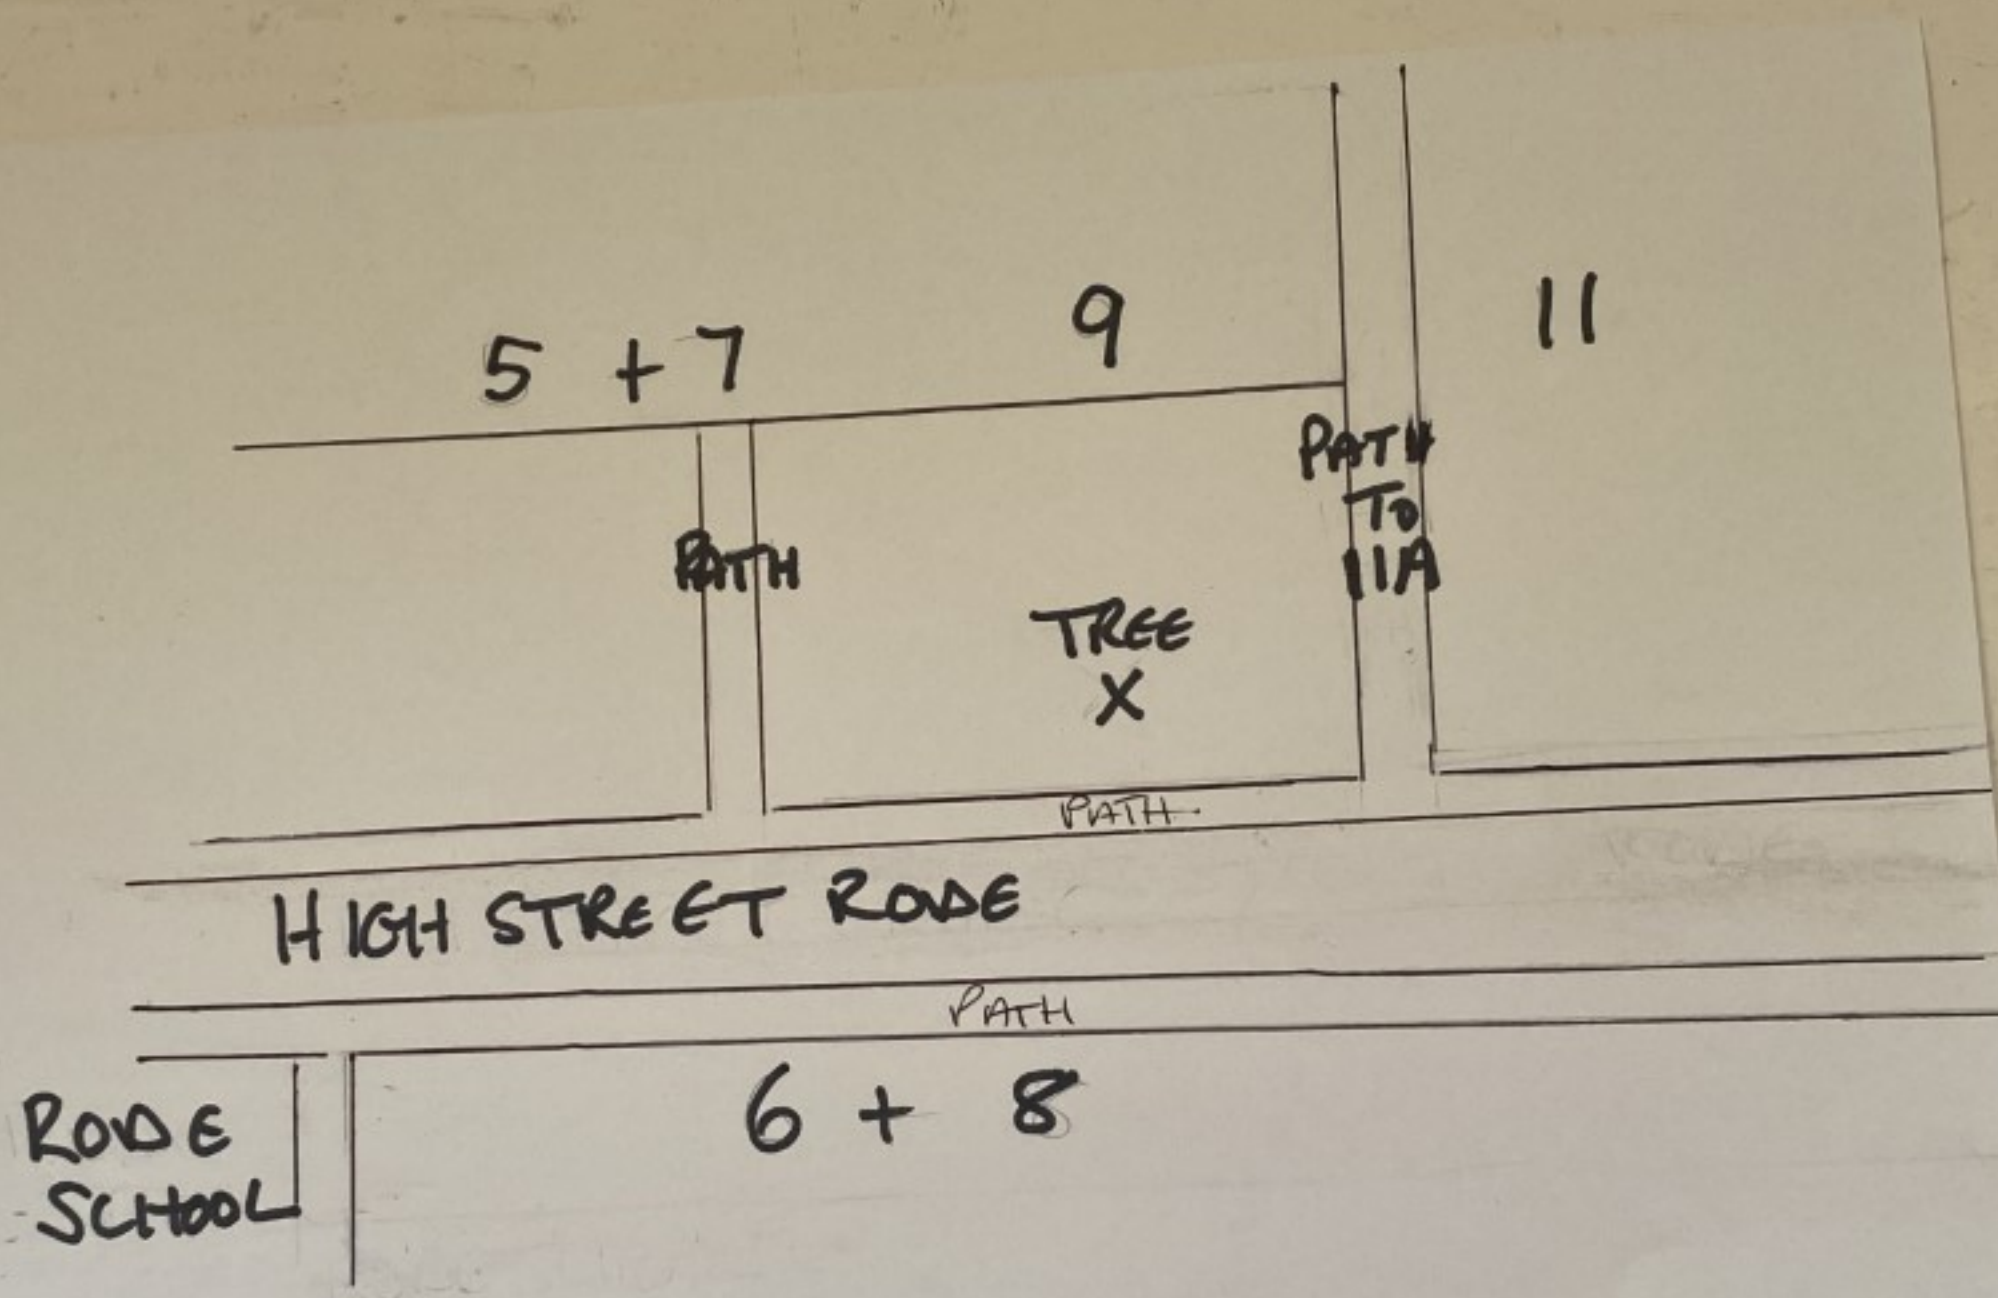 5 + 7
9
11
PATH
PATH
TO
11A
TREE
X
PATH
HIGH STREET RODE
PATH
6 + 8
RODE
SCHOOL